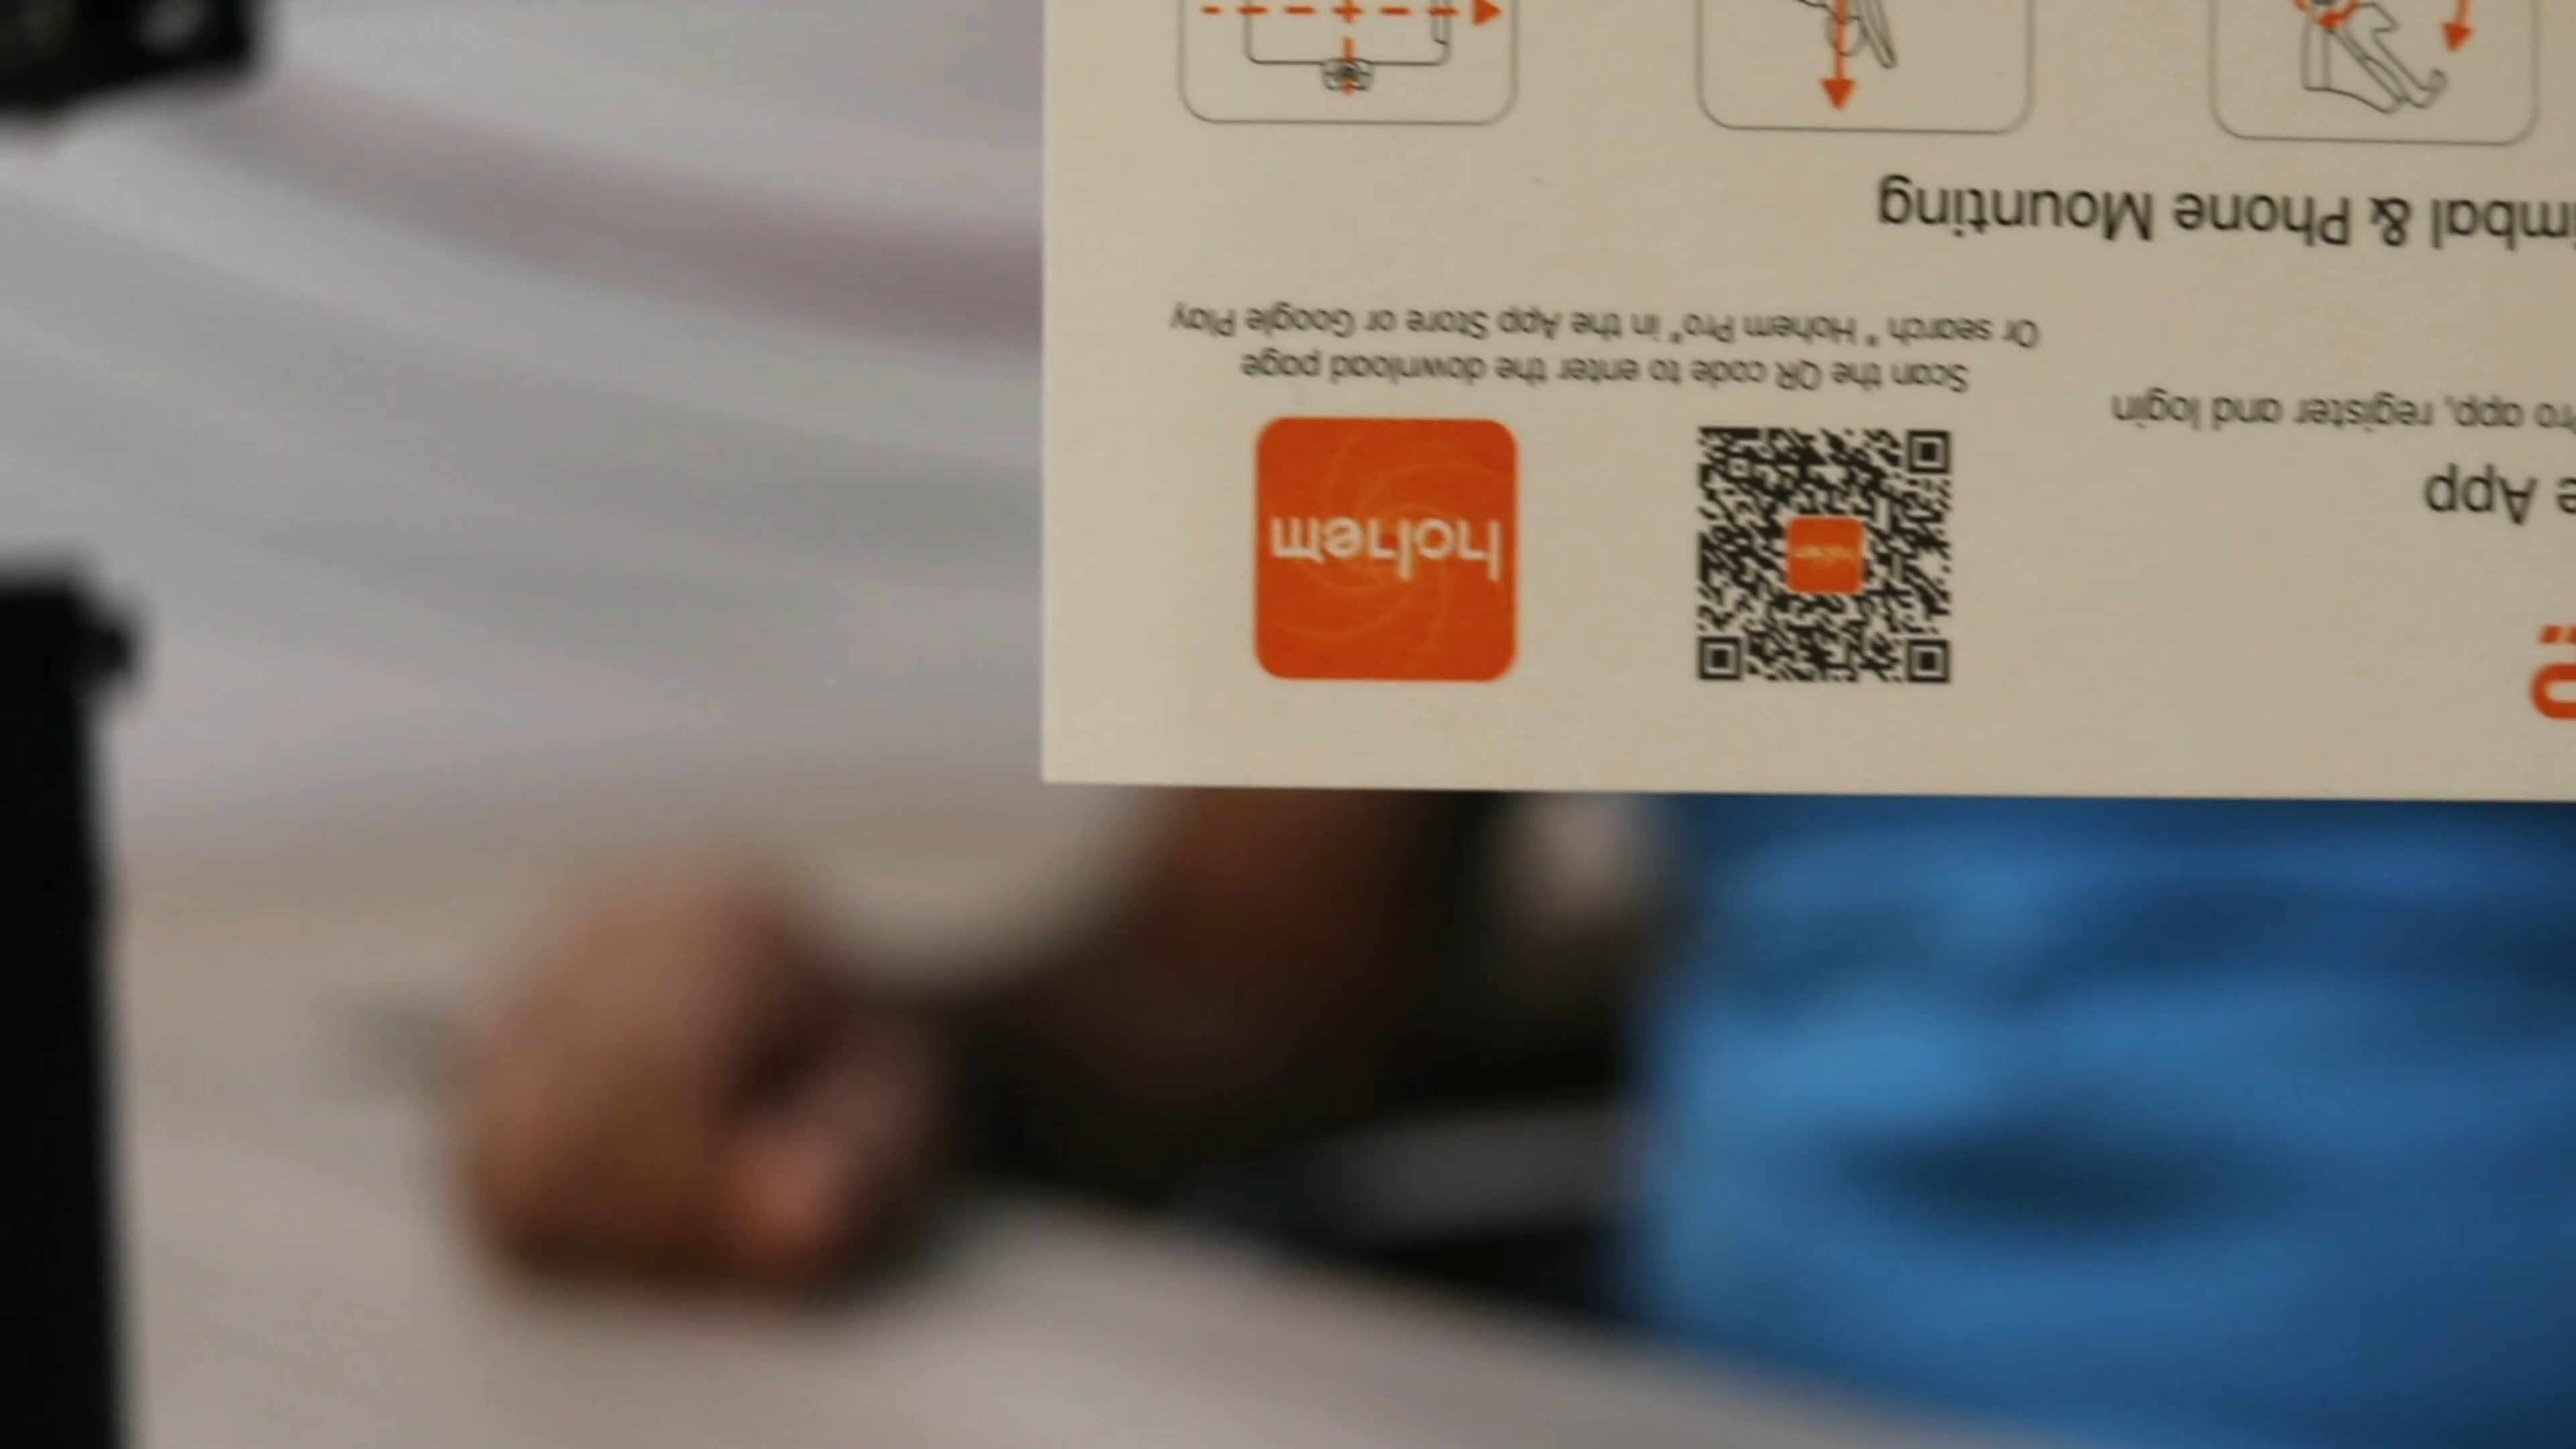 e App
ro app, register and login
hohem
Scan the QR code to enter the download page
Or search " Hohem Pro" in the App Store or Google Play
imbal & Phone Mounting